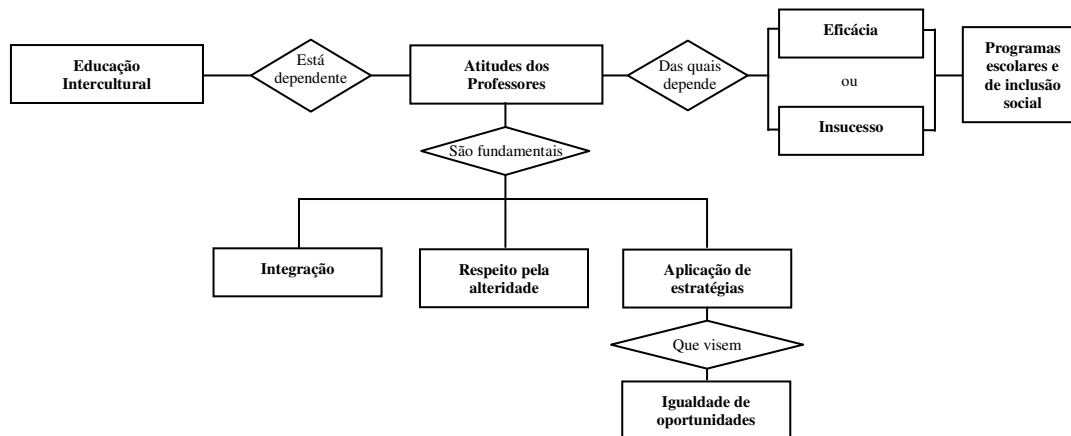 Educação
Intercultural
Está
dependente
Atitudes dos
Professores
Das quais
depende
Eficácia
ou
Insucesso
Programas
escolares e
de inclusão
social
São fundamentais
Integração
Respeito pela
alteridade
Aplicação de
estratégias
Que visem
Igualdade de
oportunidades